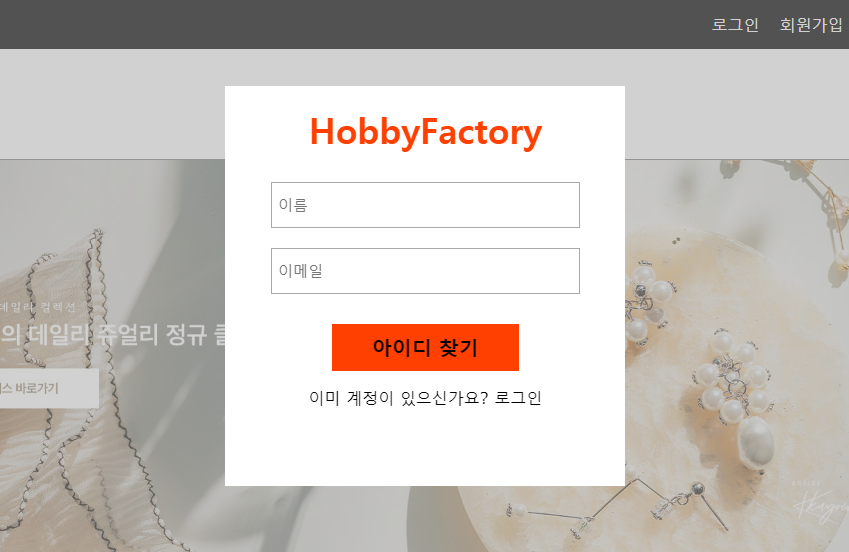 로그인 회원가입
HobbyFactory
이름
이메일
데일리 컬렉션
의 데일리 쥬얼리 정규 클
바로가기
아이디 찾기
이미 계정이 있으신가요? 로그인